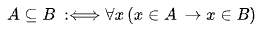 A ⊆ B :⟺ ∀x (x ∈ A → x ∈ B)